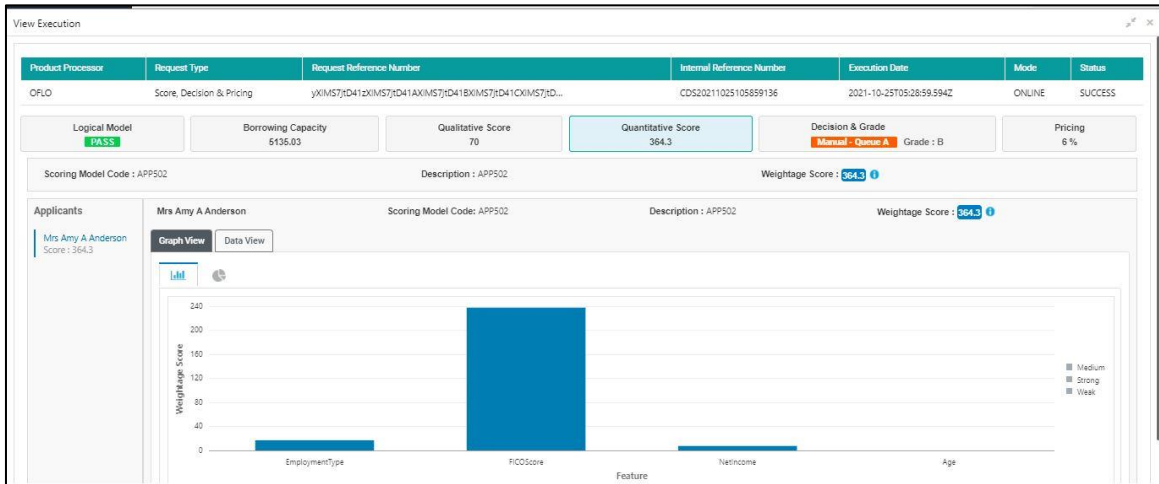 View Execution
Product Processor Request Type Request Reference Number Internal Reference Number Execution Date Mode Status
OFLO Score, Decision & Pricing yXIMS7JtD41zXIMS7JtD41AXIMS7JtD41BXIMS7JtD41CXIMS7JtD... CDS20211025105859136 2021-10-25T05:28:59.594Z ONLINE SUCCESS
Logical Model Borrowing Capacity Qualitative Score Quantitative Score Decision & Grade Pricing
PASS 5135.03 70 364.3 Manual - Queue A Grade : B 6 %
Scoring Model Code : APP502 Description : APP502 Weightage Score : 364.3
Applicants Mrs Amy A Anderson Scoring Model Code: APP502 Description : APP502 Weightage Score : 364.3
Mrs Amy A Anderson
Score : 364.3
Graph View Data View
240
200
160
120
80
40
0
Weightage Score
Medium
Strong
Weak
EmploymentType FICOScore NetIncome Age
Feature